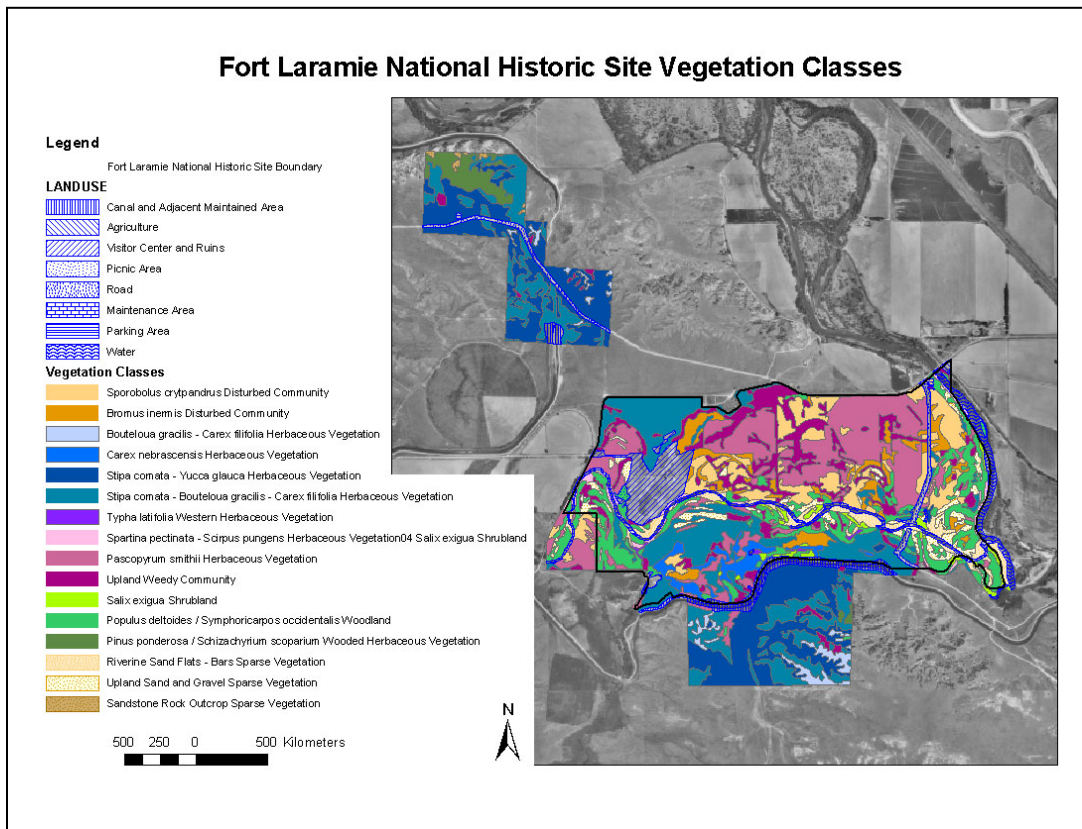 Fort Laramie National Historic Site Vegetation Classes
Legend
Fort Laramie National Historic Site Boundary
LANDUSE
Canal and Adjacent Maintained Area
Agriculture
Visitor Center and Ruins
Picnic Area
Road
Maintenance Area
Parking Area
Water
Vegetation Classes
Sporobolus crytpandrus Disturbed Community
Bromus inermis Disturbed Community
Bouteloua gracilis - Carex filifolia Herbaceous Vegetation
Carex nebrascensis Herbaceous Vegetation
Stipa comata - Yucca glauca Herbaceous Vegetation
Stipa comata - Bouteloua gracilis - Carex filifolia Herbaceous Vegetation
Typha latifolia Western Herbaceous Vegetation
Spartina pectinata - Scirpus pungens Herbaceous Vegetation04 Salix exigua Shrubland
Pascopyrum smithii Herbaceous Vegetation
Upland Weedy Community
Salix exigua Shrubland
Populus deltoides / Symphoricarpos occidentalis Woodland
Pinus ponderosa / Schizachyrium scoparium Wooded Herbaceous Vegetation
Riverine Sand Flats - Bars Sparse Vegetation
Upland Sand and Gravel Sparse Vegetation
Sandstone Rock Outcrop Sparse Vegetation
500 250 0 500 Kilometers
N